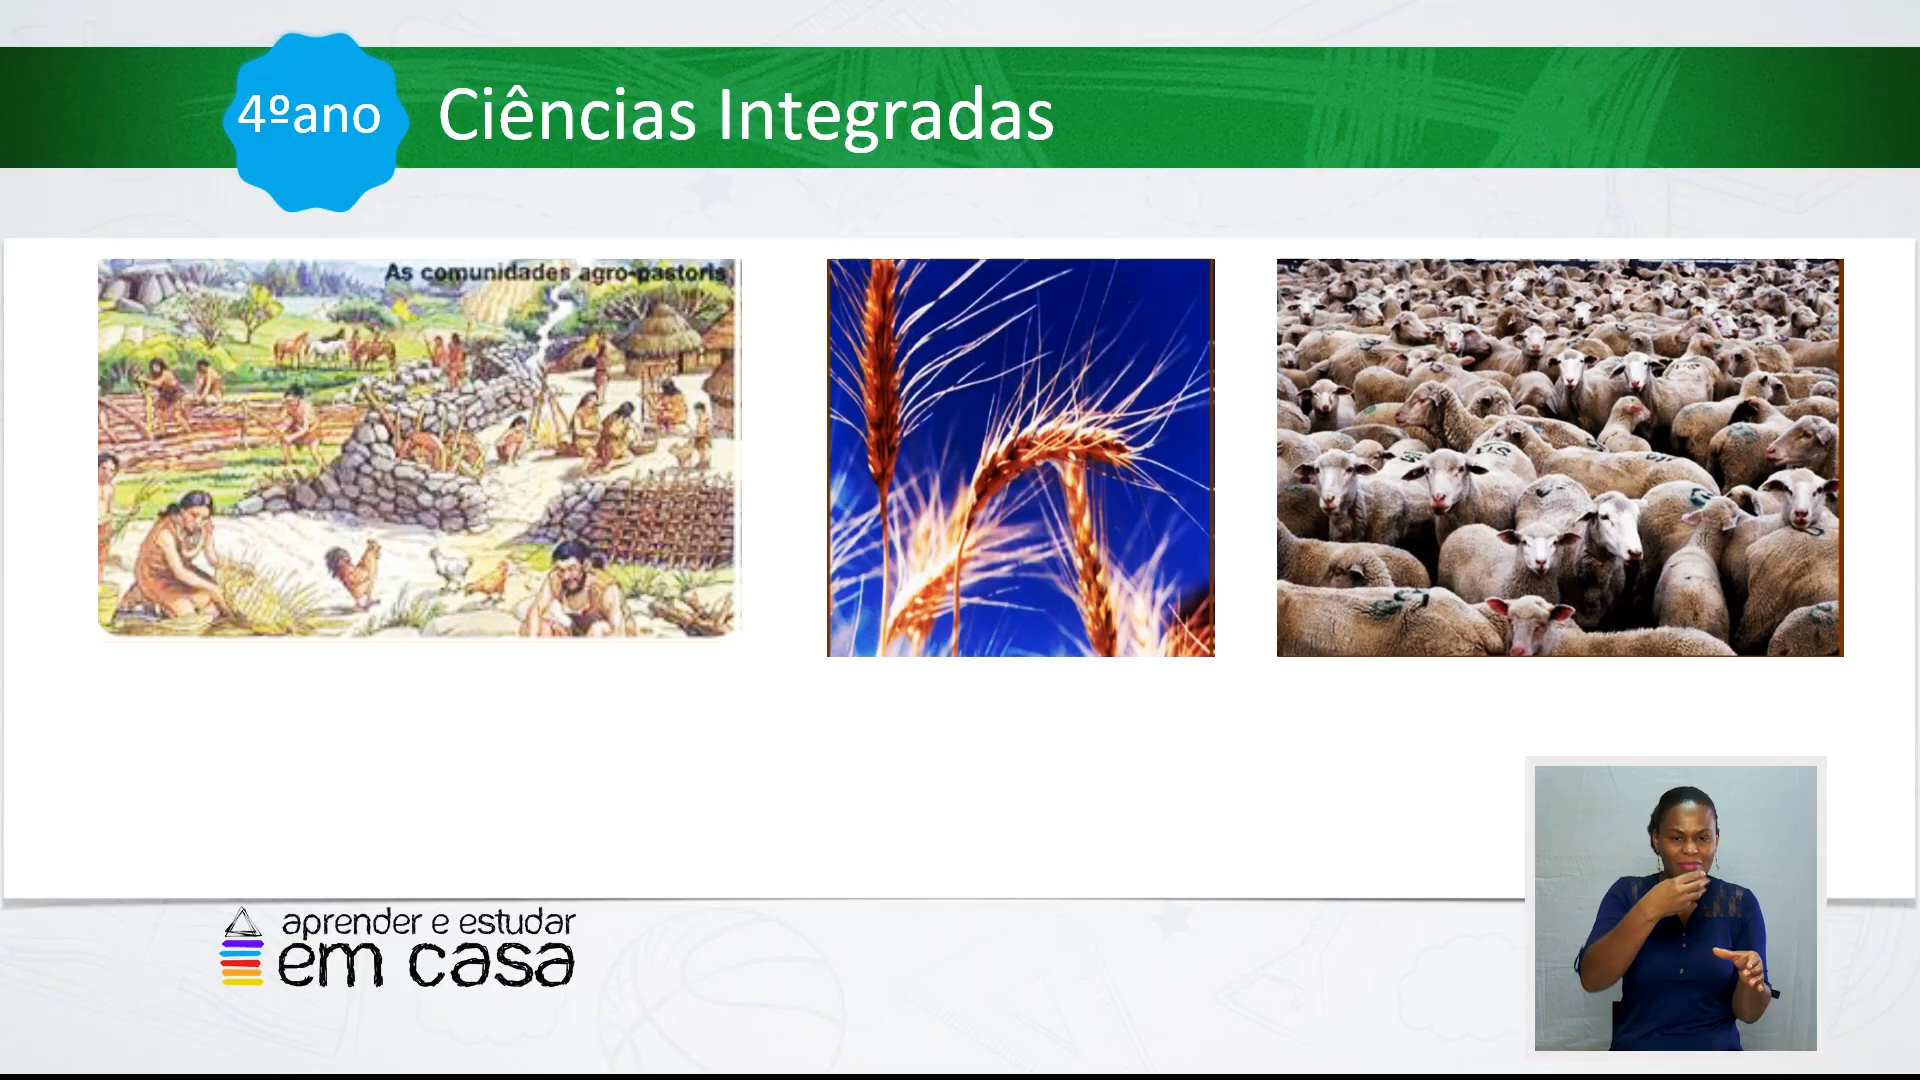 4ºano
Ciências Integradas
As comunidades agro-pastoris
aprender e estudar
em casa